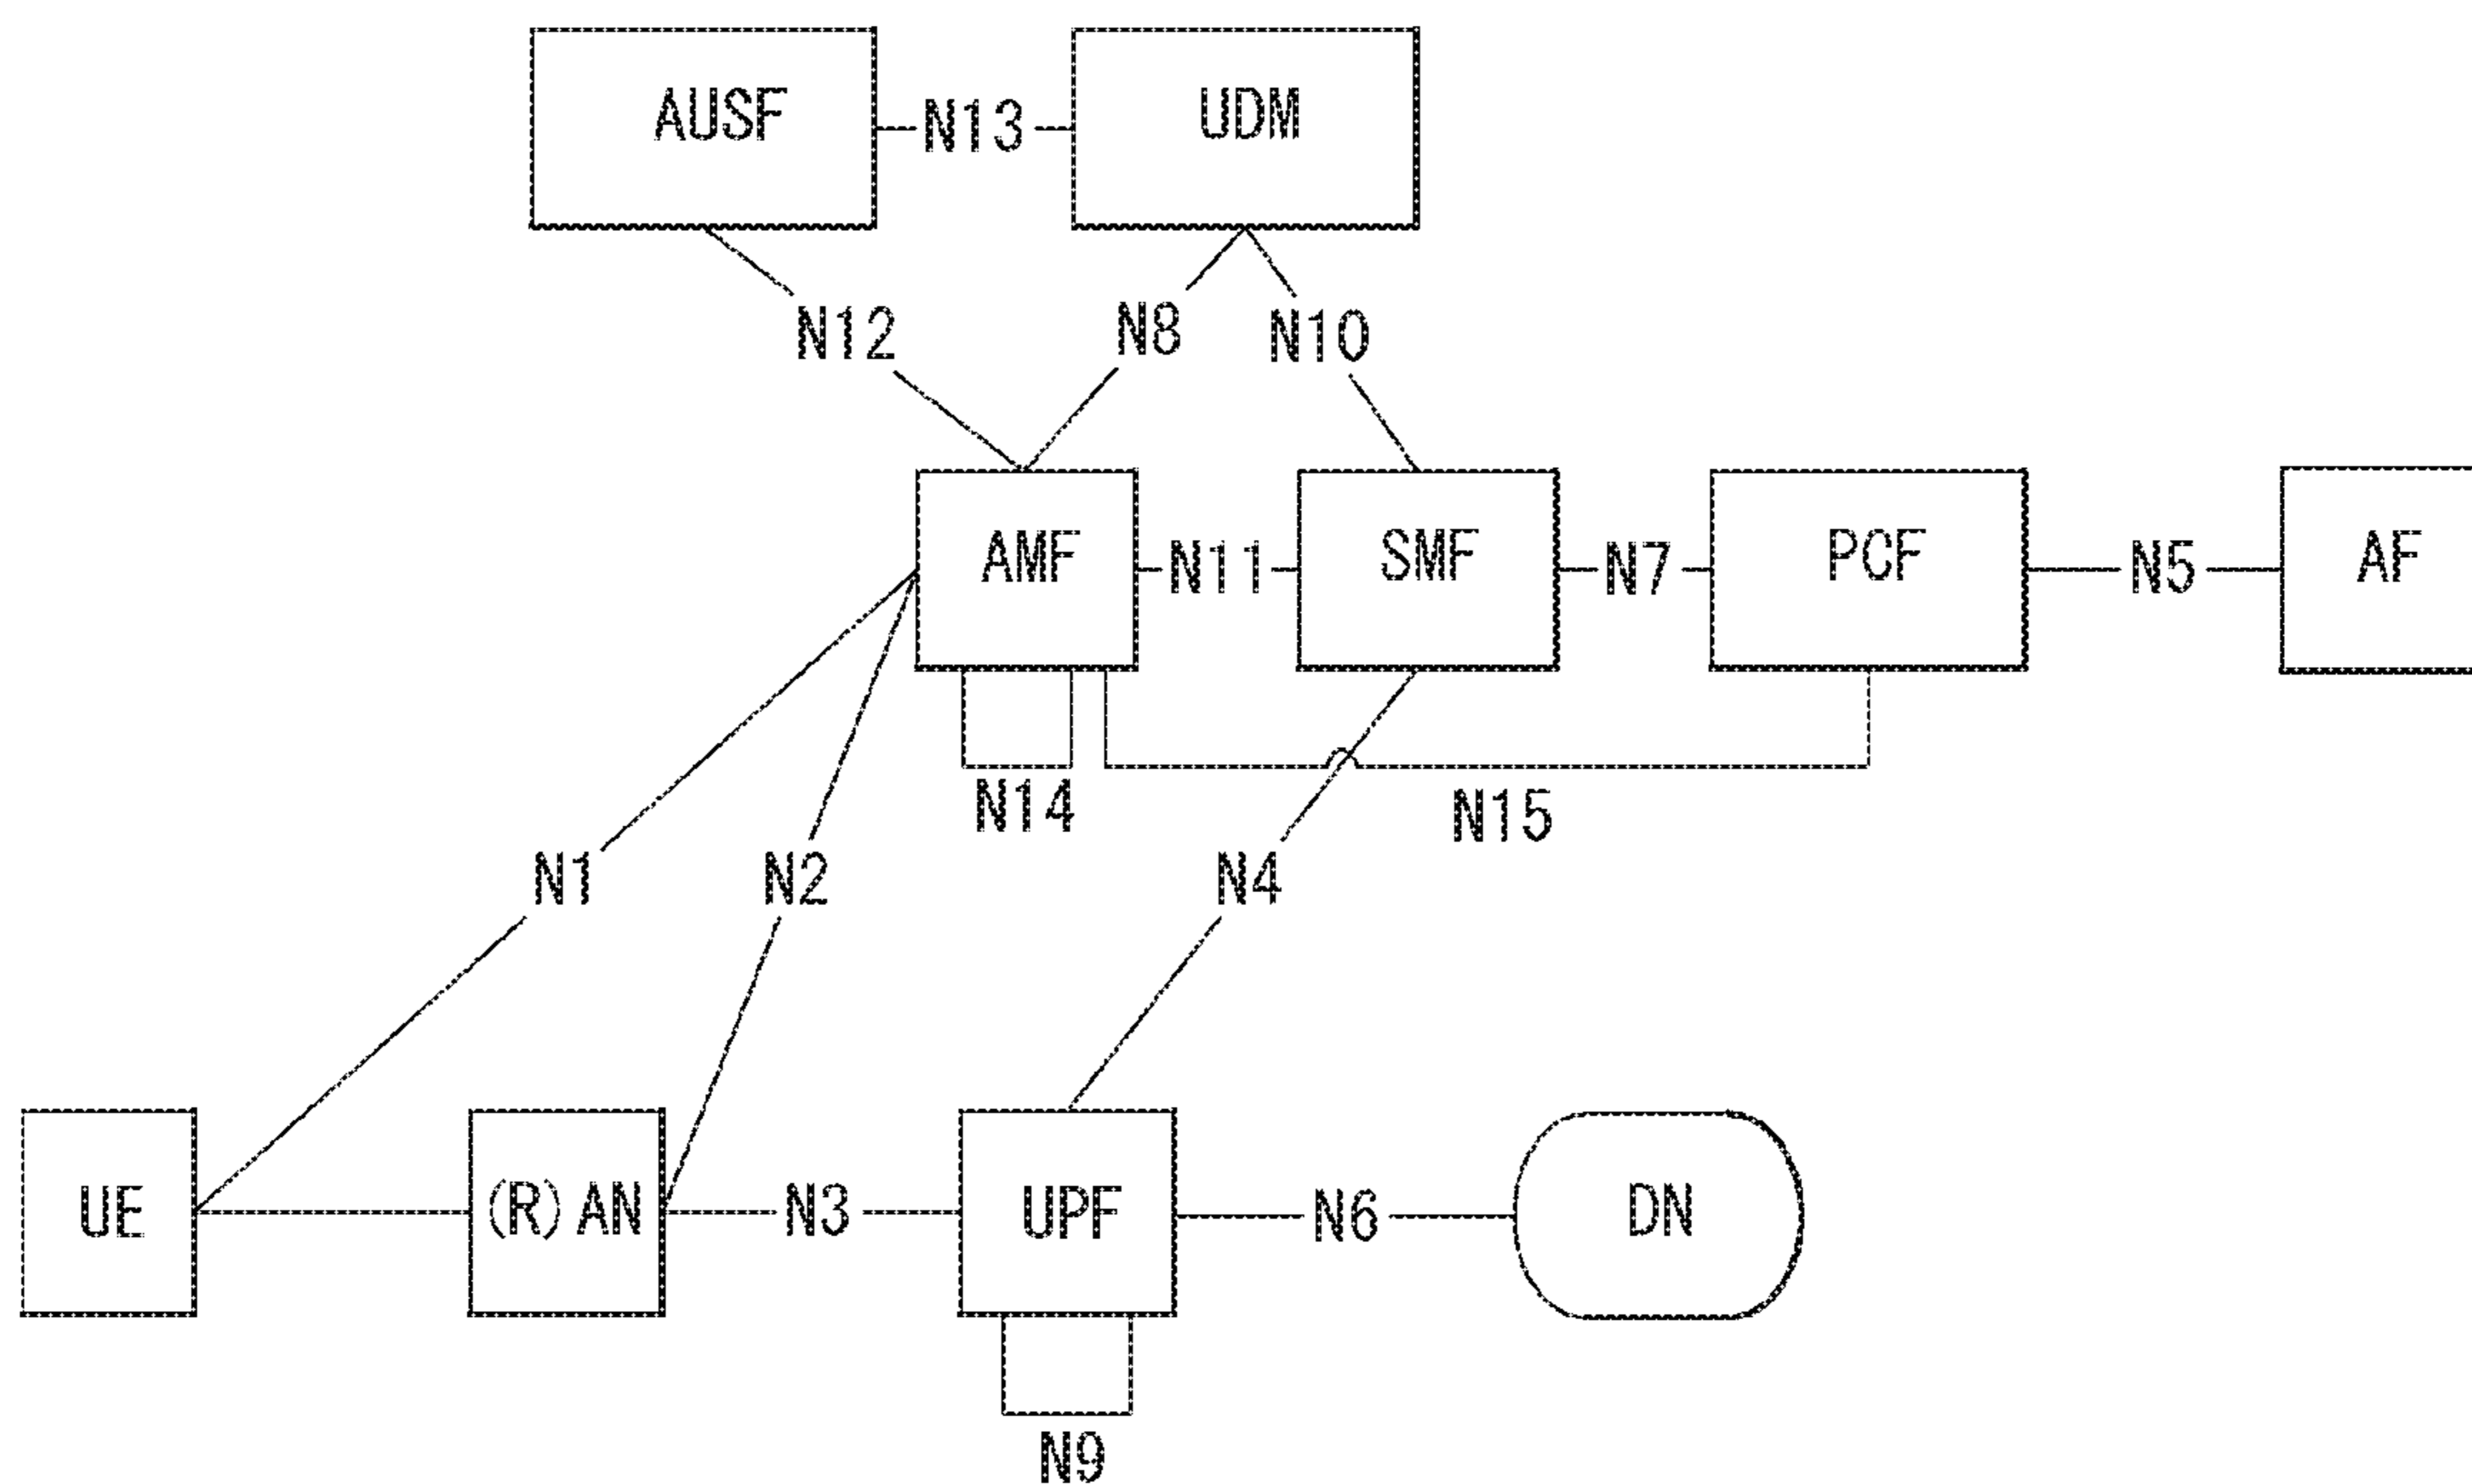 AUSF N13 UDM
N12 N8 N10
AMF N11 SMF N7 PCF N5 AF
N14 N15
N1 N2 N4
UE (R) AN N3 UPF N6 DN
N9